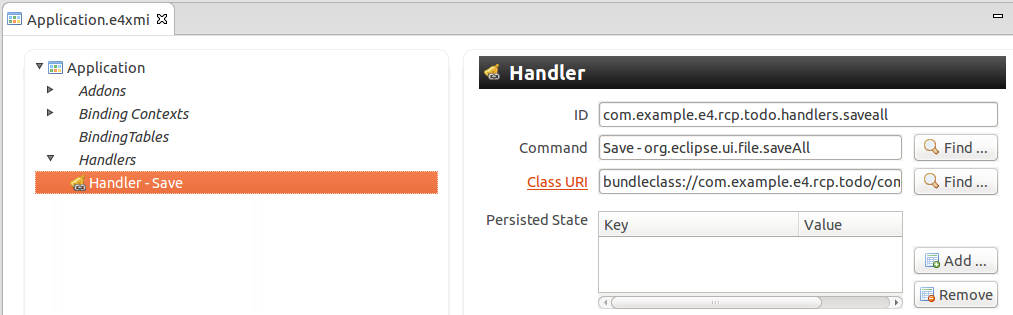 Application.e4xmi
Application
Addons
Binding Contexts
BindingTables
Handlers
Handler - Save
Handler
ID com.example.e4.rcp.todo.handlers.saveall
Command Save - org.eclipse.ui.file.saveAll Find ...
Class URI bundleclass://com.example.e4.rcp.todo/con Find ...
Persisted State Key Value
Add ...
Remove